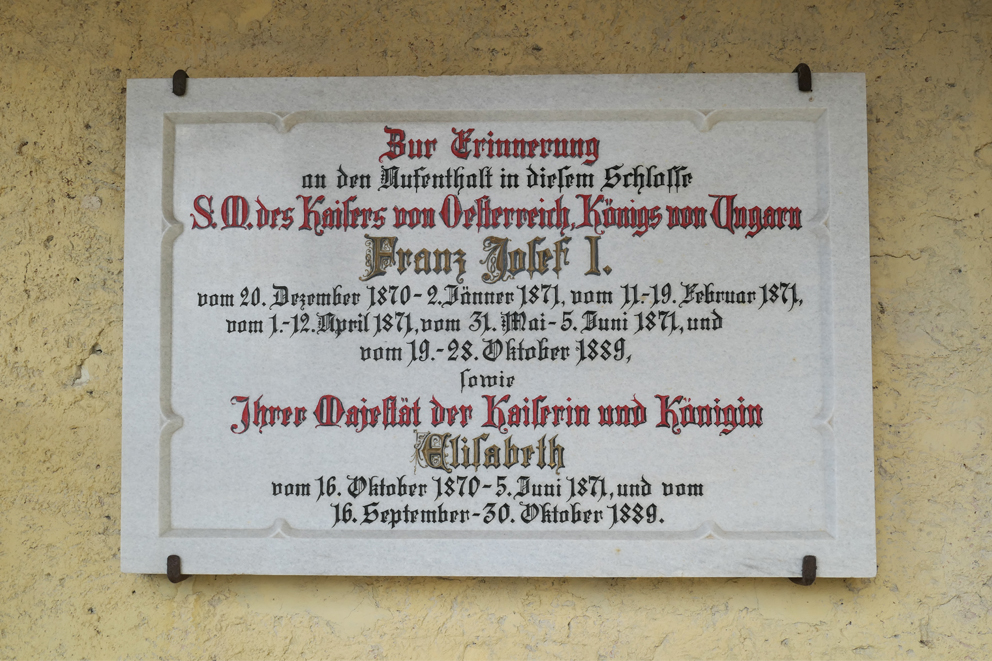 Zur Erinnerung
an den Aufenthalt in diesem Schlosse
S. M. des Kaisers von Oesterreich, Königs von Ungarn
Franz Josef I.
vom 20. Dezember 1870 - 2. Jänner 1871, vom 11.-19. Februar 1871,
vom 1.-12. April 1871, vom 31. Mai - 5. Juni 1871, und
vom 19.-28. Oktober 1889,
sowie
Ihrer Majestät der Kaiserin und Königin
Elisabeth
vom 16. Oktober 1870 - 5. Juni 1871, und vom
16. September - 30. Oktober 1889.